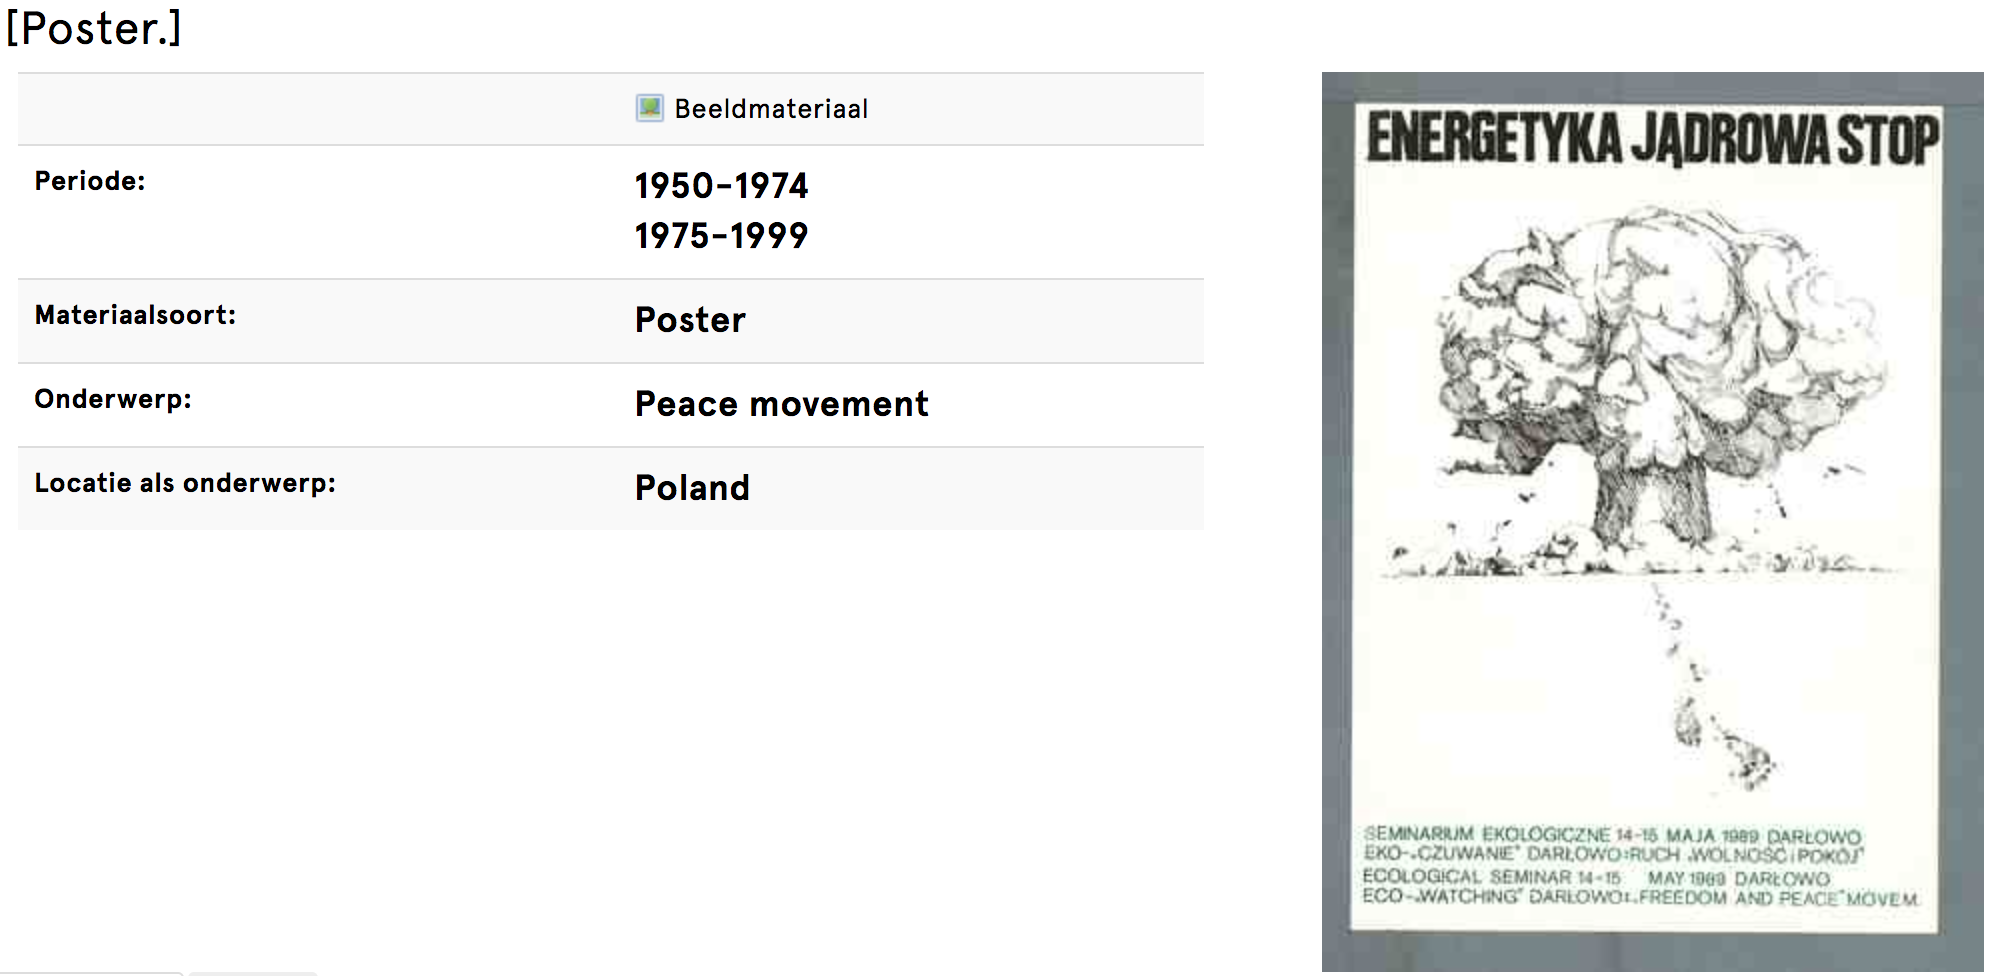 [Poster.]
Beeldmateriaal
Periode: 1950-1974
1975-1999
Materiaalsoort: Poster
Onderwerp: Peace movement
Locatie als onderwerp: Poland
ENERGETYKA JĄDROWA STOP
SEMINARIUM EKOLOGICZNE 14-15 MAJA 1989 DARŁOWO
EKO-„CZUWANIE" DARŁOWO:RUCH „WOLNOŚĆ i POKÓJ"
ECOLOGICAL SEMINAR 14-15 MAY 1989 DARŁOWO
ECO-„WATCHING" DARŁOWO:„FREEDOM AND PEACE" MOVEM.